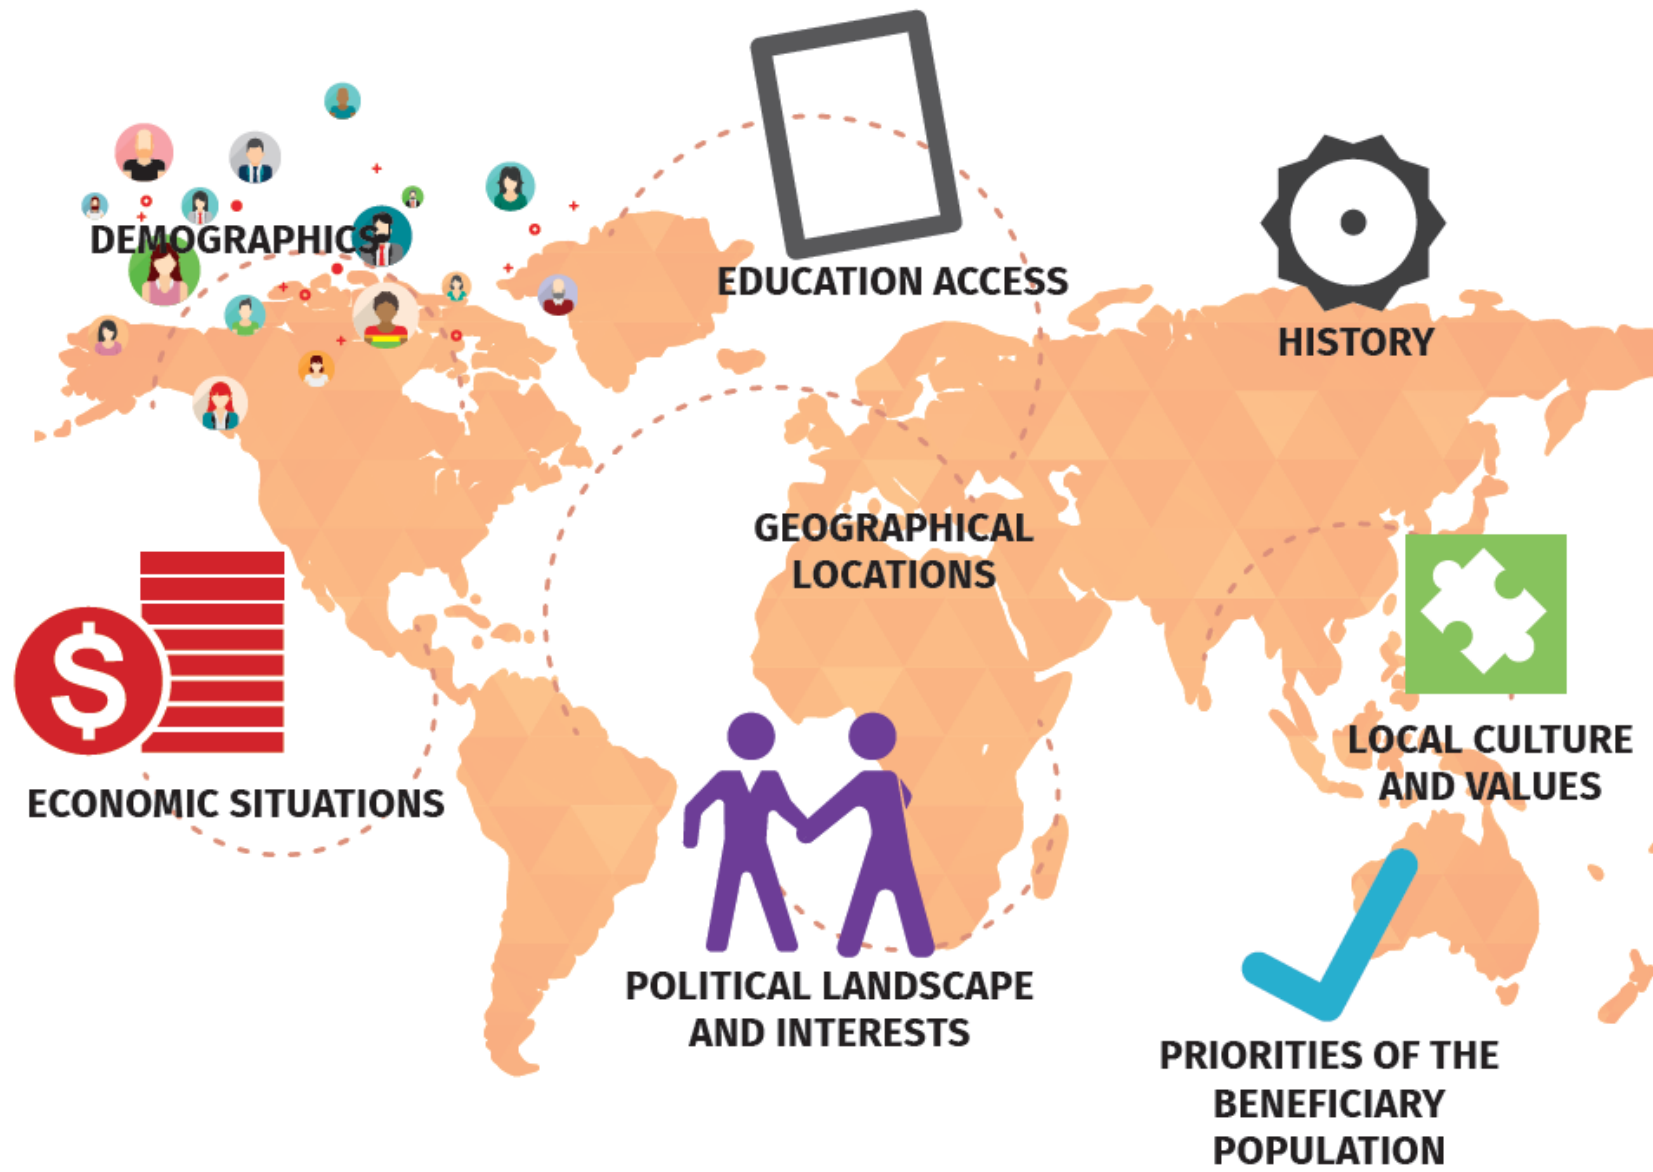 DEMOGRAPHICS
EDUCATION ACCESS
HISTORY
GEOGRAPHICAL
LOCATIONS
$
ECONOMIC SITUATIONS
LOCAL CULTURE
AND VALUES
POLITICAL LANDSCAPE
AND INTERESTS
PRIORITIES OF THE
BENEFICIARY
POPULATION